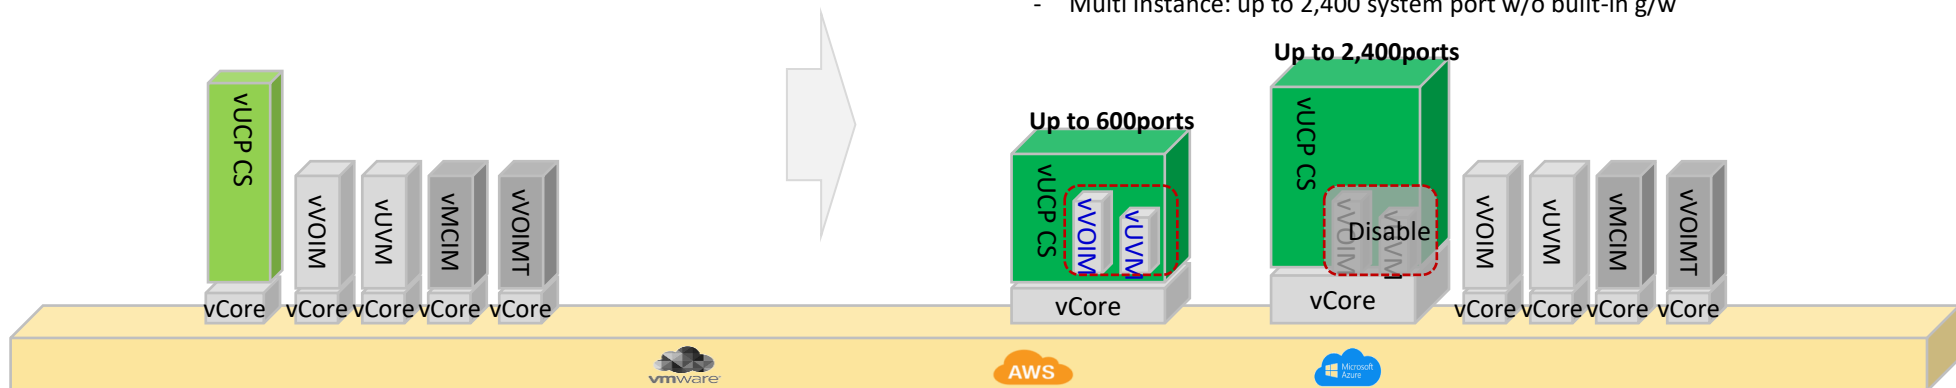 - Multi Instance: up to 2,400 system port w/o built-in g/w
Up to 2,400ports
Up to 600ports
vUCP CS
vVOIM
vUVM
vMCIM
vVOIMT
vUCP CS
vVOIM
vUVM
vUCP CS
vVOIM
vUVM
Disable
vVOIM
vUVM
vMCIM
vVOIMT
vCore
vCore
vCore
vCore
vCore
vCore
vCore
vCore
vCore
vCore
vCore
vmware
AWS
Microsoft
Azure